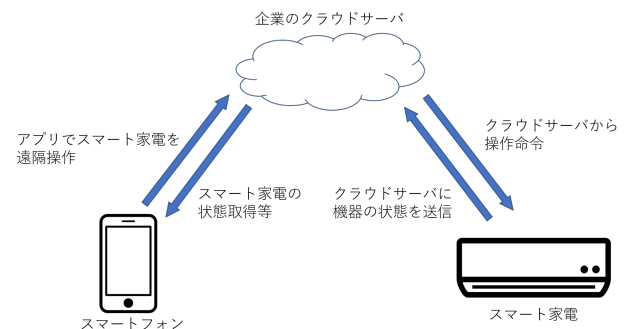 企業のクラウドサーバ
アプリでスマート家電を
遠隔操作
スマート家電の
状態取得等
クラウドサーバに
機器の状態を送信
クラウドサーバから
操作命令
スマートフォン
スマート家電